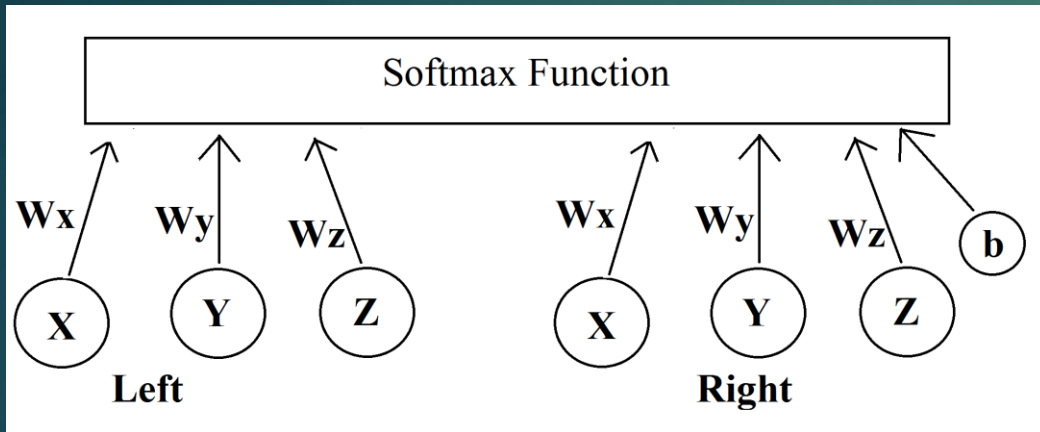 Softmax Function
Wx Wy Wz Wx Wy Wz b
X Y Z X Y Z
Left Right